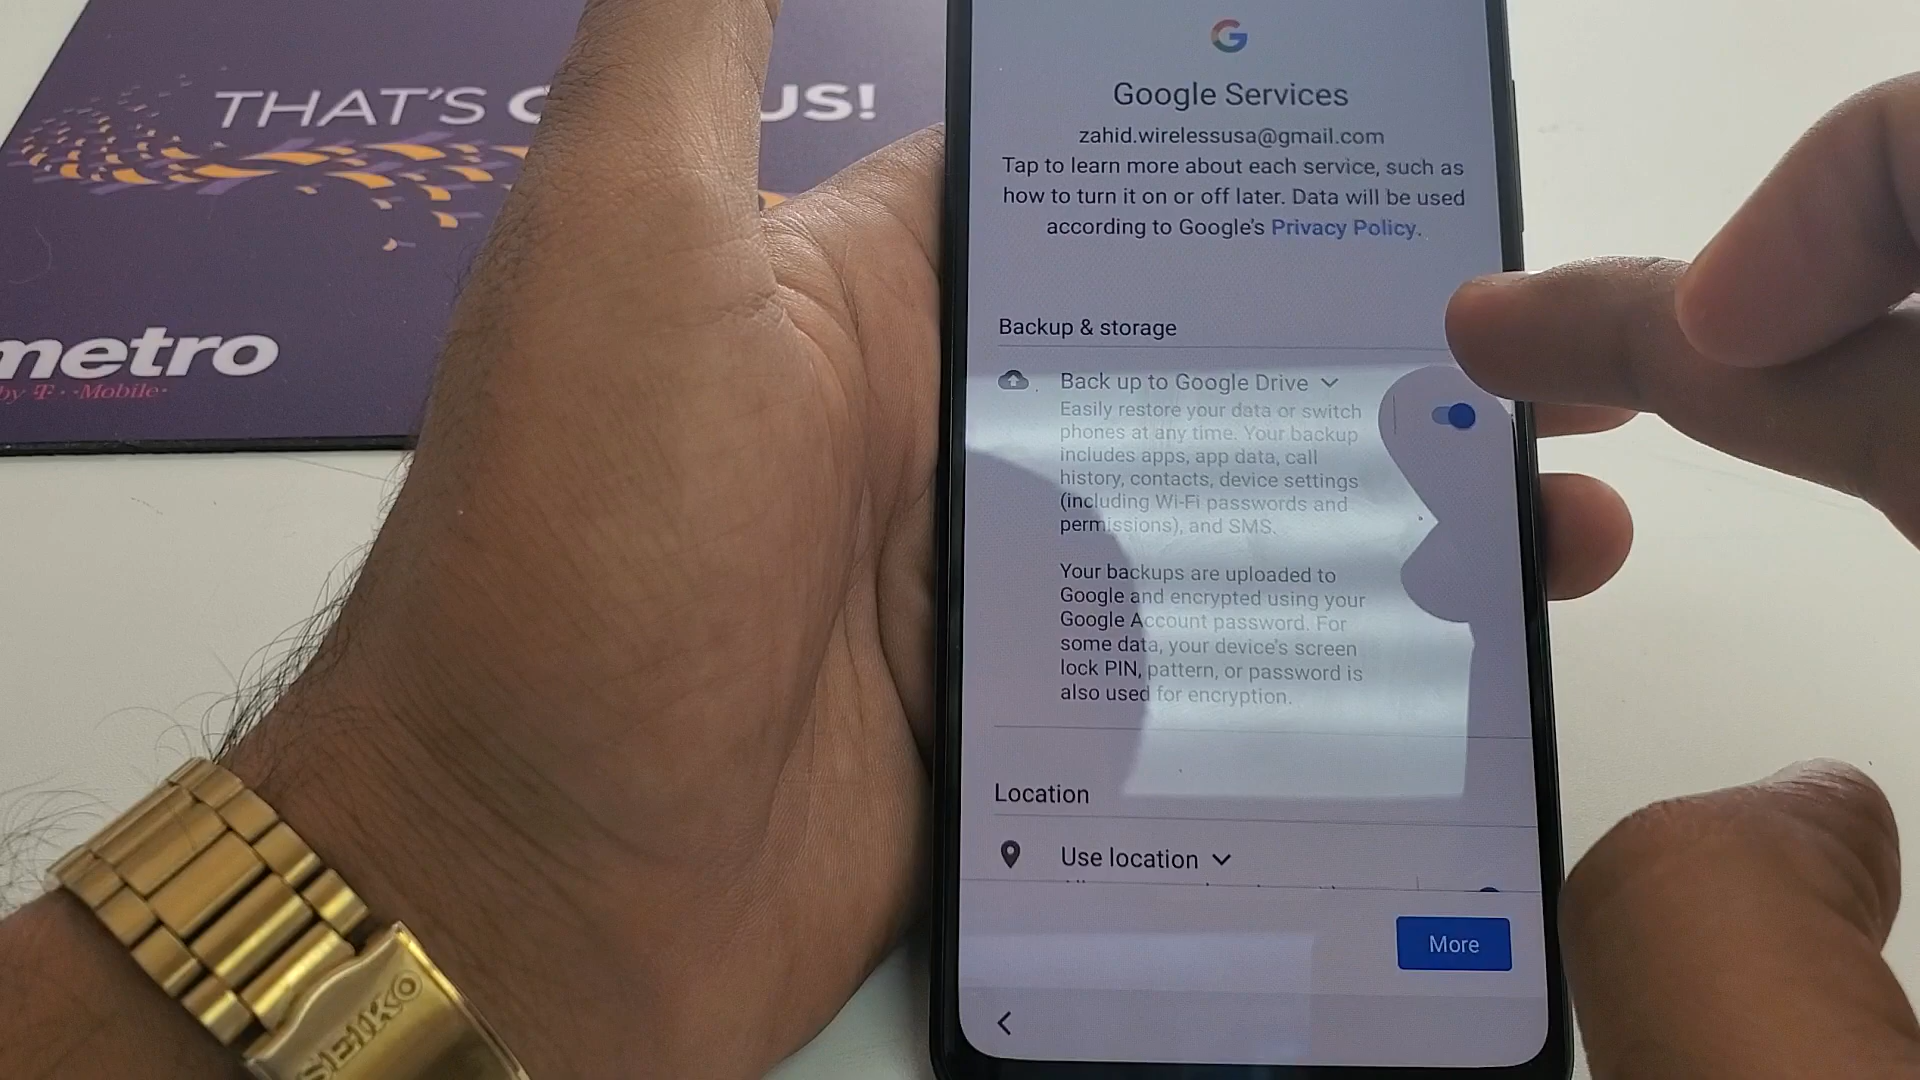 THAT'S
US!
metro
by T-Mobile
Google Services
zahid.wirelessusa@gmail.com
Tap to learn more about each service, such as
how to turn it on or off later. Data will be used
according to Google's Privacy Policy.
Backup & storage
Back up to Google Drive
Easily restore your data or switch
phones at any time. Your backup
includes apps, app data, call
history, contacts, device settings
(including Wi-Fi passwords and
permissions), and SMS.
Your backups are uploaded to
Google and encrypted using your
Google Account password. For
some data, your device's screen
lock PIN, pattern, or password is
also used for encryption.
Location
Use location
More
SEIKO